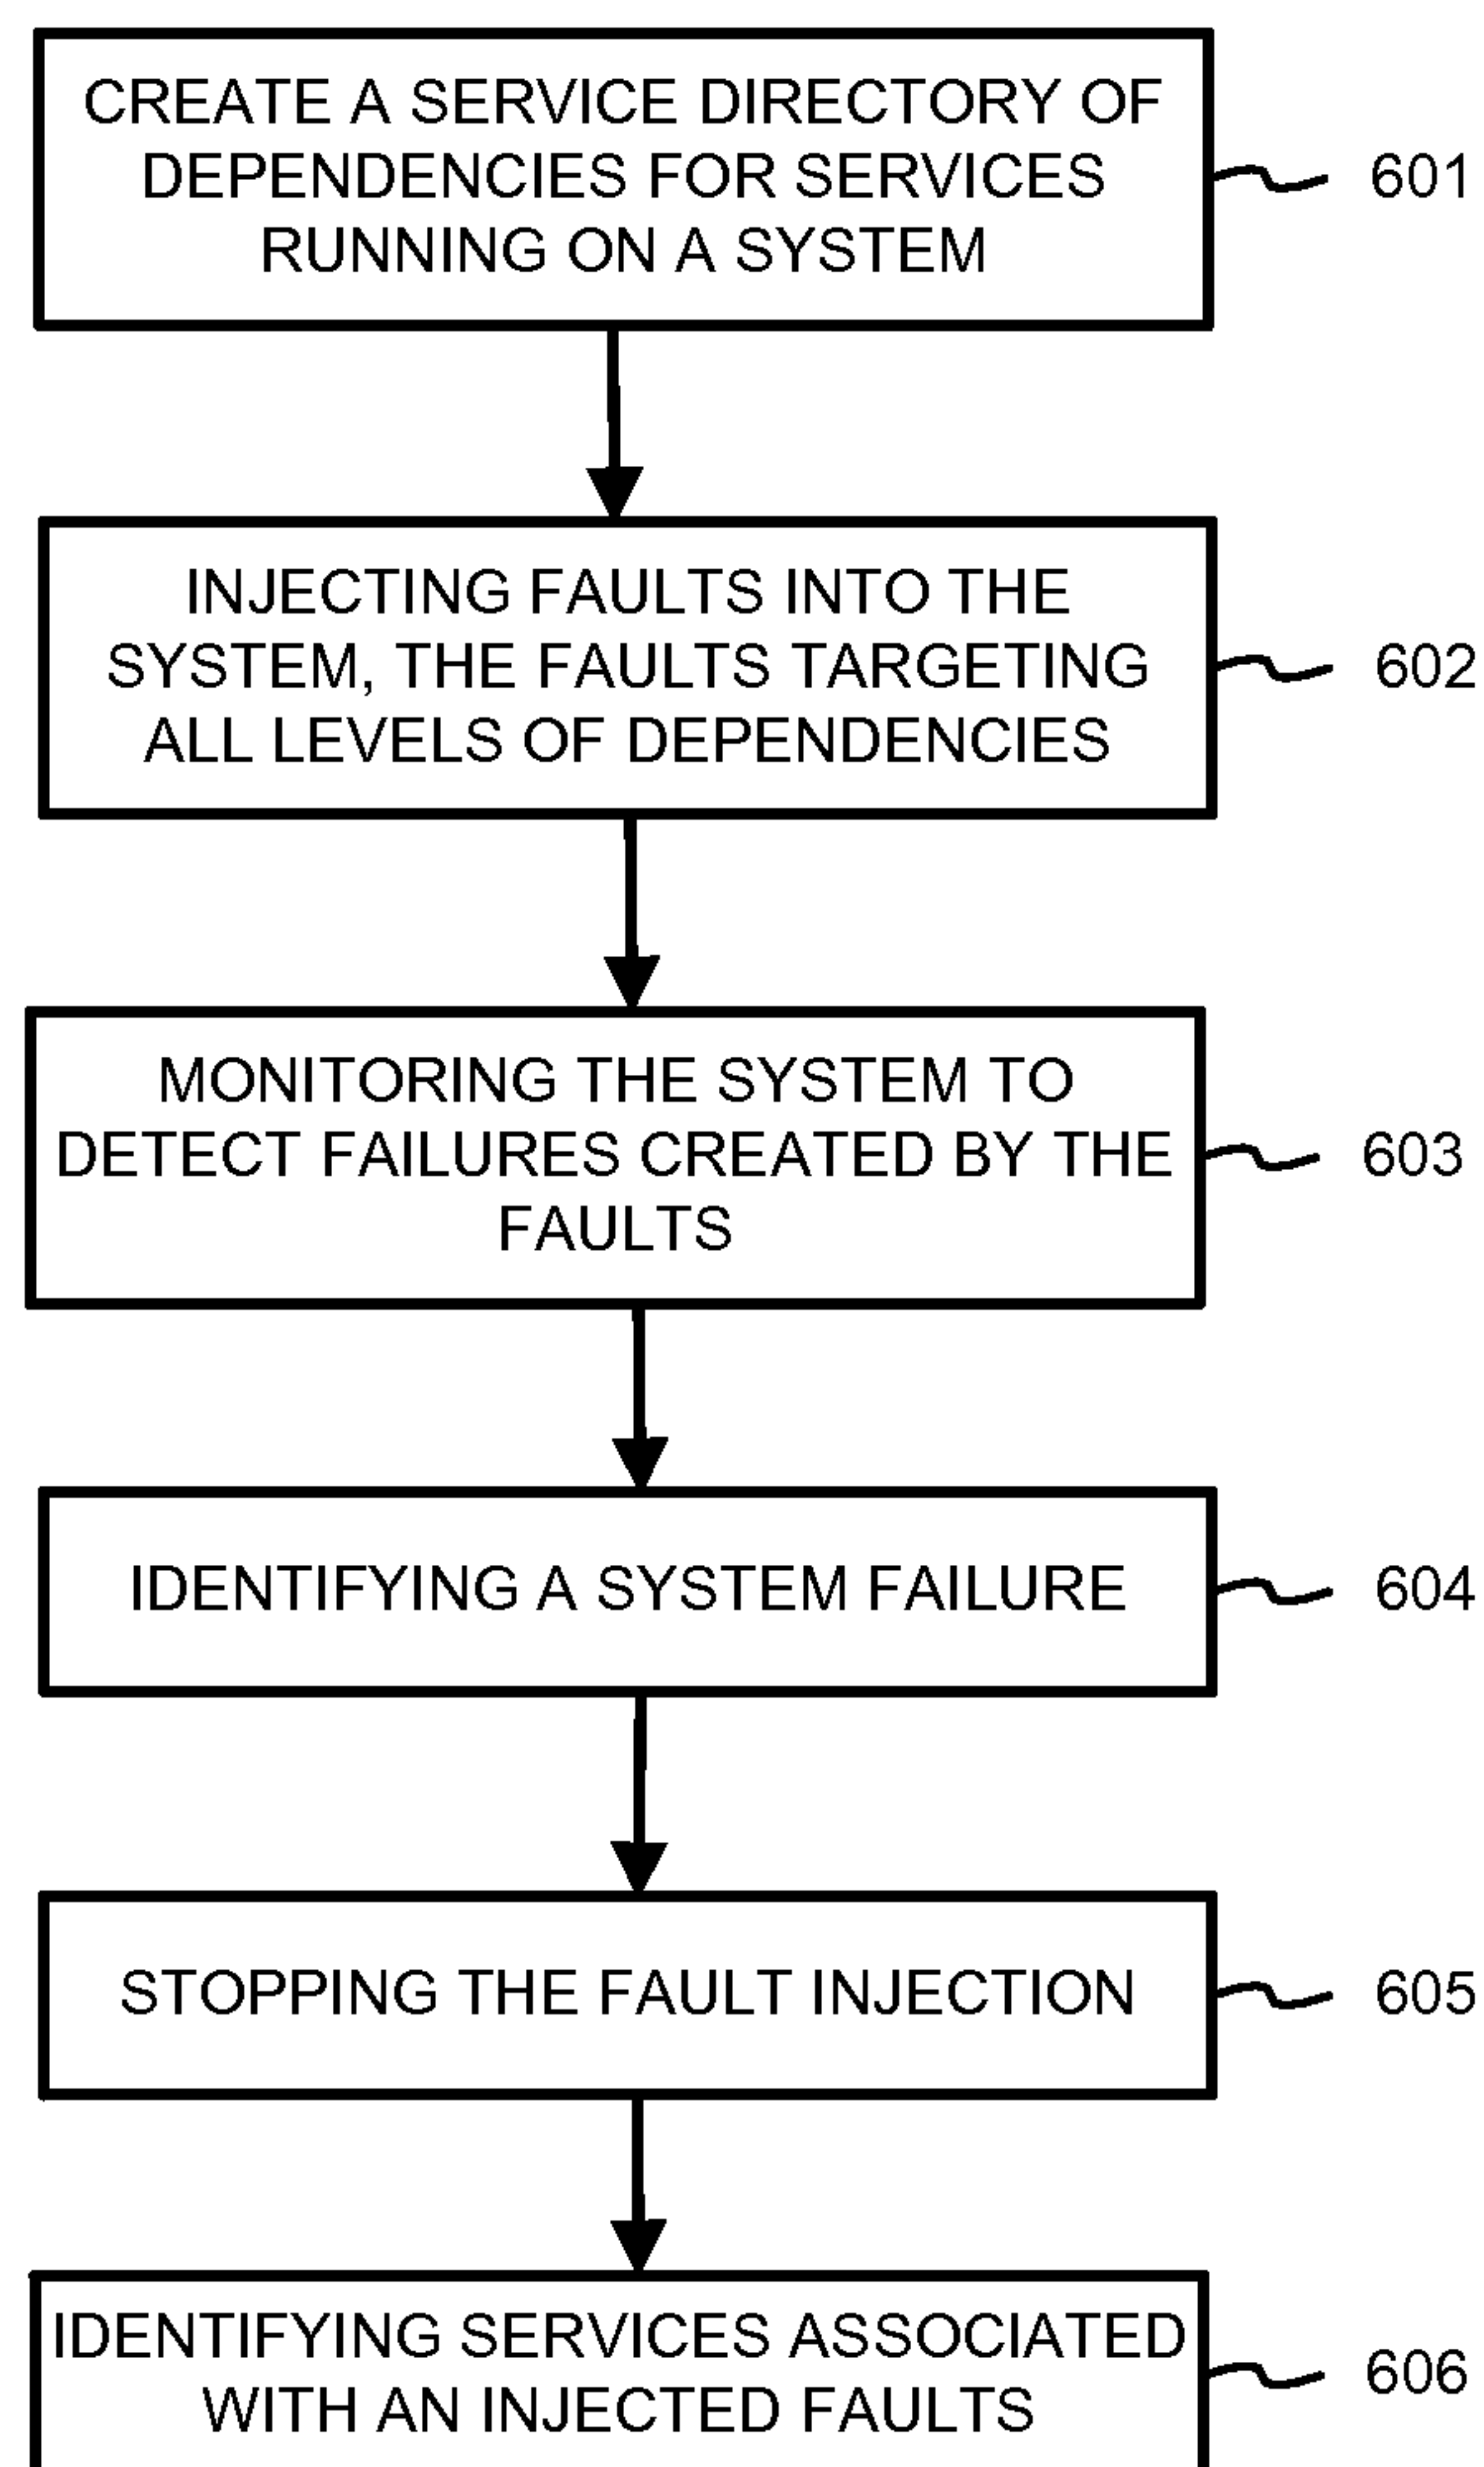 CREATE A SERVICE DIRECTORY OF
DEPENDENCIES FOR SERVICES
RUNNING ON A SYSTEM
601
INJECTING FAULTS INTO THE
SYSTEM, THE FAULTS TARGETING
ALL LEVELS OF DEPENDENCIES
602
MONITORING THE SYSTEM TO
DETECT FAILURES CREATED BY THE
FAULTS
603
IDENTIFYING A SYSTEM FAILURE
604
STOPPING THE FAULT INJECTION
605
IDENTIFYING SERVICES ASSOCIATED
WITH AN INJECTED FAULTS
606